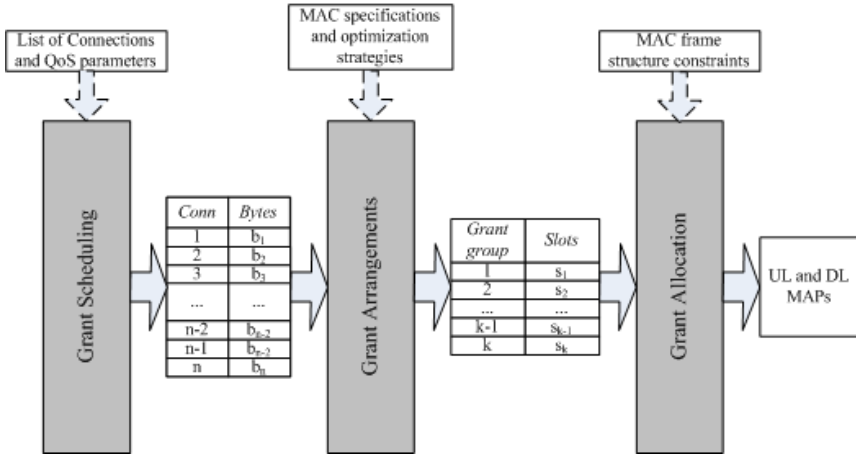 List of Connections
and QoS parameters
MAC specifications
and optimization
strategies
MAC frame
structure constraints
Grant Scheduling
Conn Bytes
1 b1
2 b2
3 b3
... ...
n-2 bn-2
n-1 bn-2
n bn
Grant Arrangements
Grant
group Slots
1 s1
2 s2
... ...
k-1 sk-1
k sk
Grant Allocation
UL and DL
MAPs